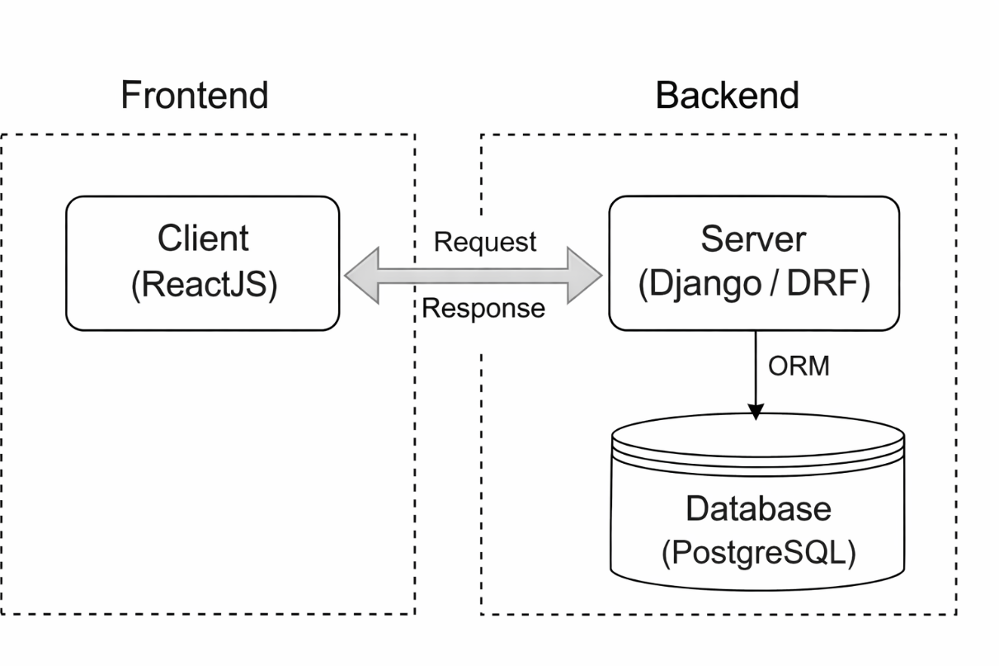 Frontend
Backend
Client
(ReactJS)
Request
Response
Server
(Django / DRF)
ORM
Database
(PostgreSQL)